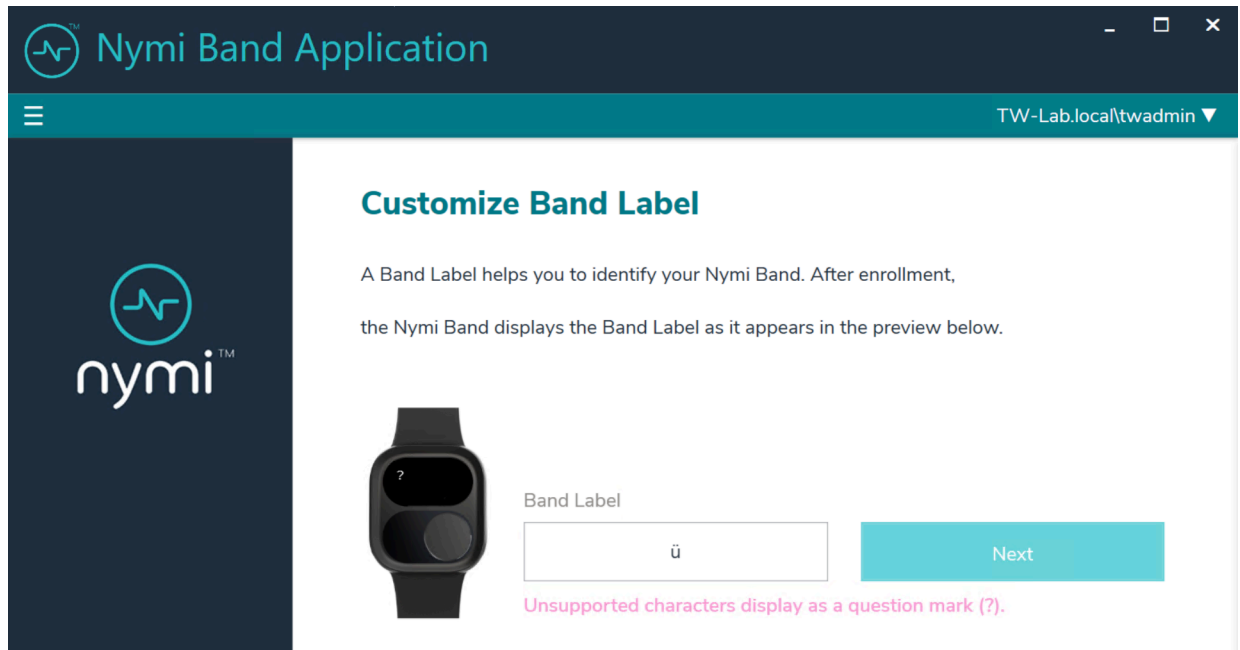 Nymi Band Application
TM
TW-Lab.local\twadmin ▼
nymi™
Customize Band Label
A Band Label helps you to identify your Nymi Band. After enrollment,
the Nymi Band displays the Band Label as it appears in the preview below.
?
Band Label
ü
Next
Unsupported characters display as a question mark (?).